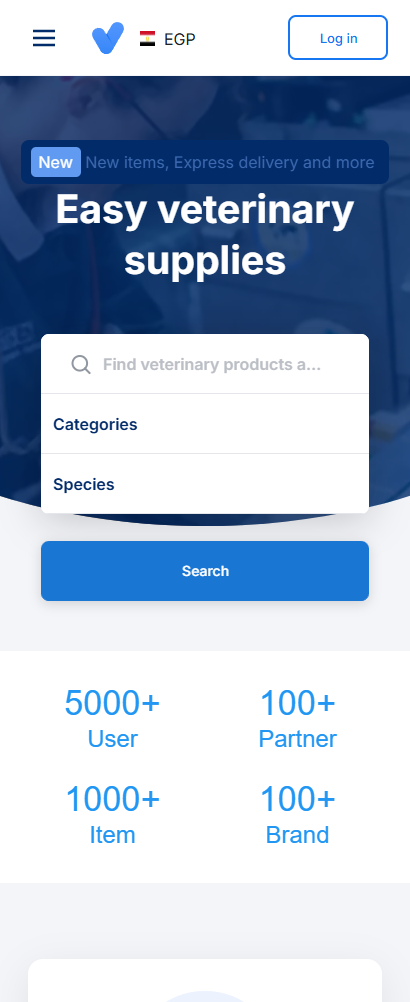 EGP
Log in
New New items, Express delivery and more
Easy veterinary
supplies
Find veterinary products a...
Categories
Species
Search
5000+
User
100+
Partner
1000+
Item
100+
Brand